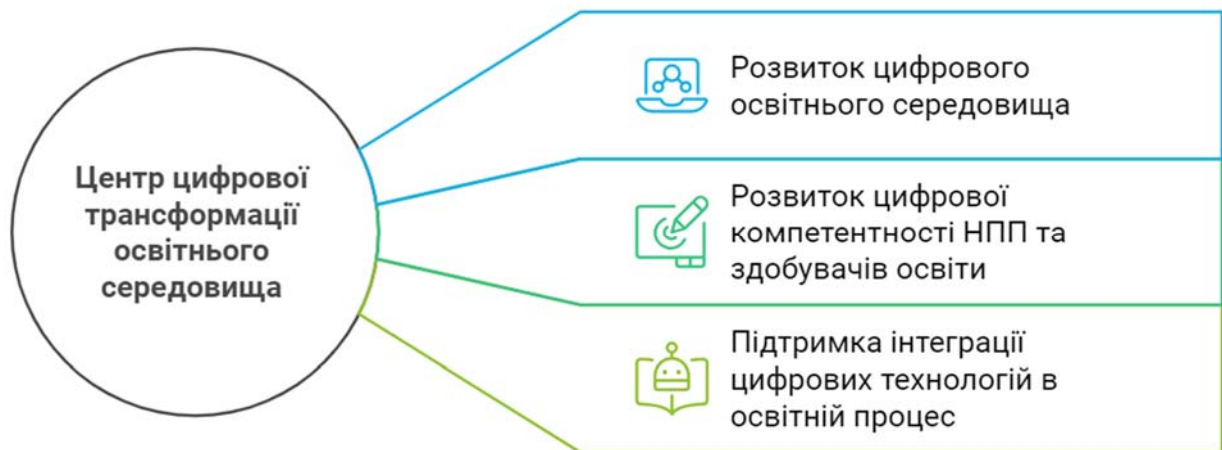 Центр цифрової
трансформації
освітнього
середовища
Розвиток цифрового
освітнього середовища
Розвиток цифрової
компетентності НПП та
здобувачів освіти
Підтримка інтеграції
цифрових технологій в
освітній процес